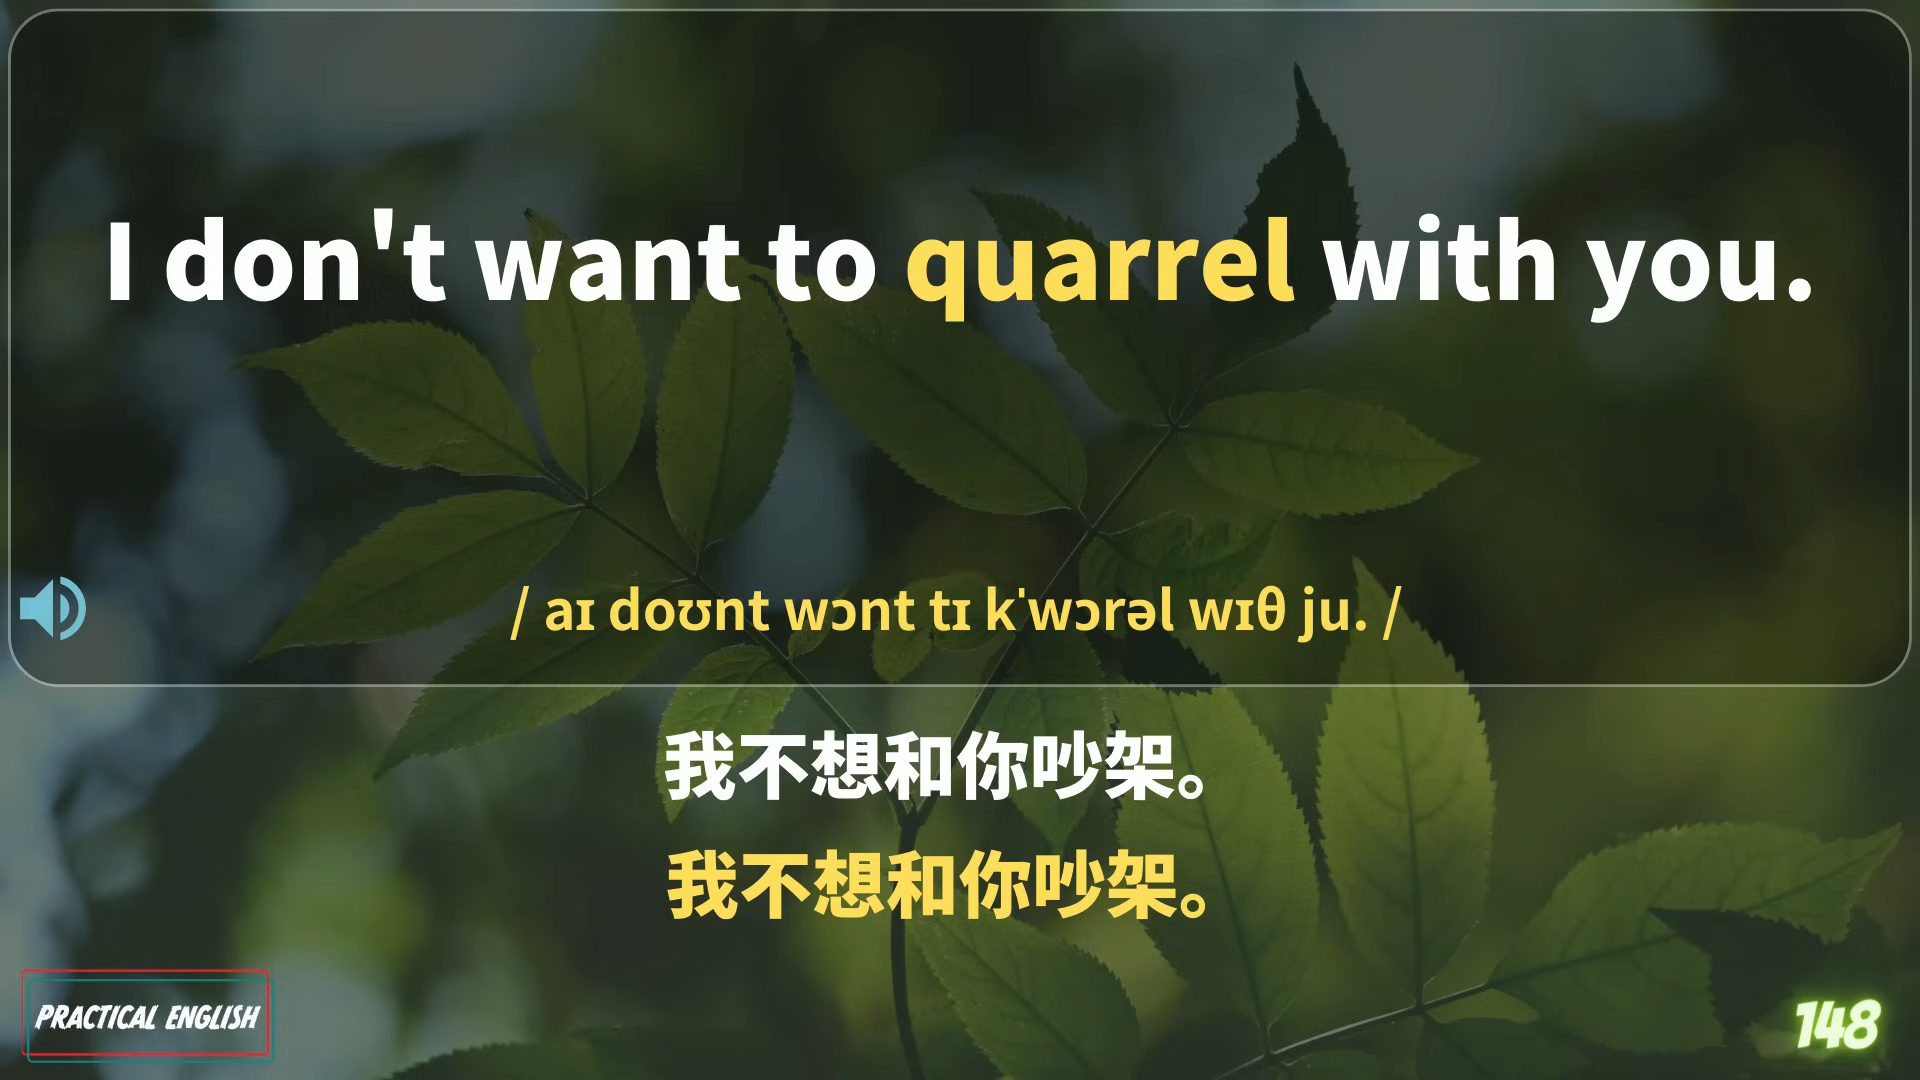 I don't want to quarrel with you.
/ aɪ doʊnt wɔnt tɪ kˈwɔrəl wɪθ ju. /
我不想和你吵架。
我不想和你吵架。
PRACTICAL ENGLISH
148